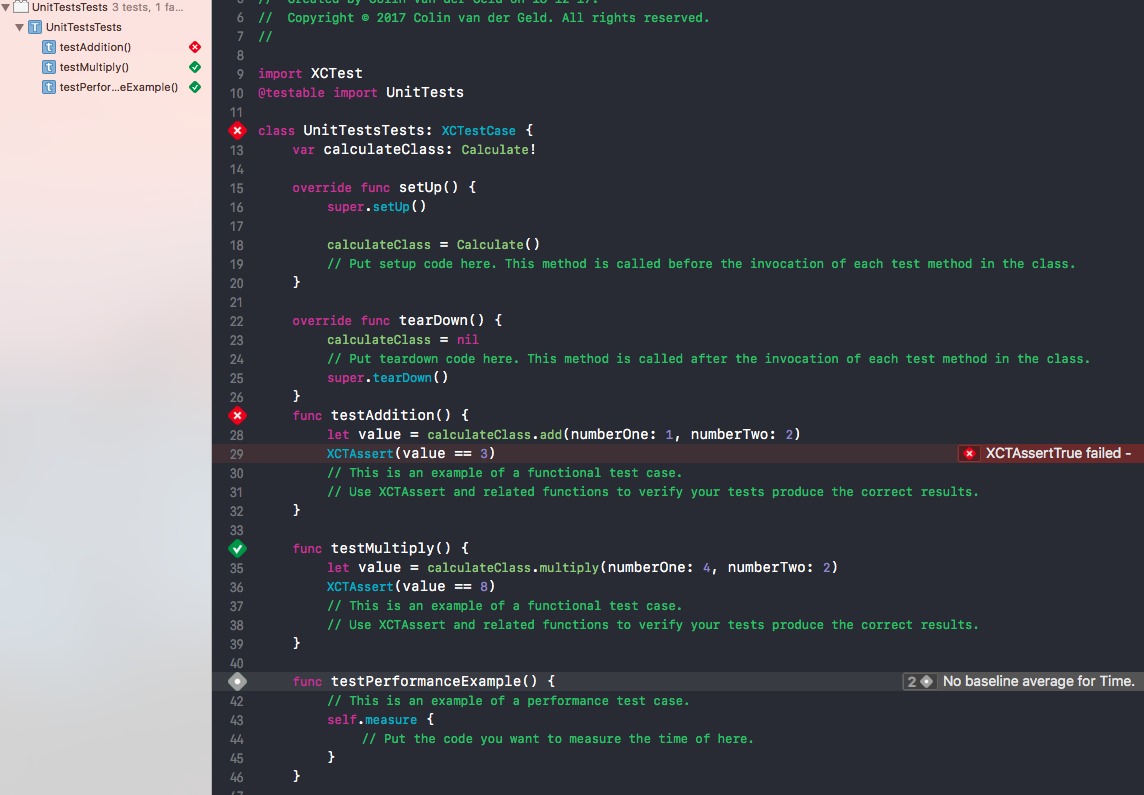 UnitTestsTests 3 tests, 1 fa...
UnitTestsTests
testAddition()
testMultiply()
testPerfor...eExample()
// Created by Colin van der Geld on 18-12-17.
6 // Copyright © 2017 Colin van der Geld. All rights reserved.
7 //
8
9 import XCTest
10 @testable import UnitTests
11
class UnitTestsTests: XCTestCase {
13 var calculateClass: Calculate!
14
15 override func setUp() {
16 super.setUp()
17
18 calculateClass = Calculate()
19 // Put setup code here. This method is called before the invocation of each test method in the class.
20 }
21
22 override func tearDown() {
23 calculateClass = nil
24 // Put teardown code here. This method is called after the invocation of each test method in the class.
25 super.tearDown()
26 }
func testAddition() {
28 let value = calculateClass.add(numberOne: 1, numberTwo: 2)
29 XCTAssert(value == 3) XCTAssertTrue failed -
30 // This is an example of a functional test case.
31 // Use XCTAssert and related functions to verify your tests produce the correct results.
32 }
33
func testMultiply() {
35 let value = calculateClass.multiply(numberOne: 4, numberTwo: 2)
36 XCTAssert(value == 8)
37 // This is an example of a functional test case.
38 // Use XCTAssert and related functions to verify your tests produce the correct results.
39 }
40
func testPerformanceExample() { 2 No baseline average for Time.
42 // This is an example of a performance test case.
43 self.measure {
44 // Put the code you want to measure the time of here.
45 }
46 }
47